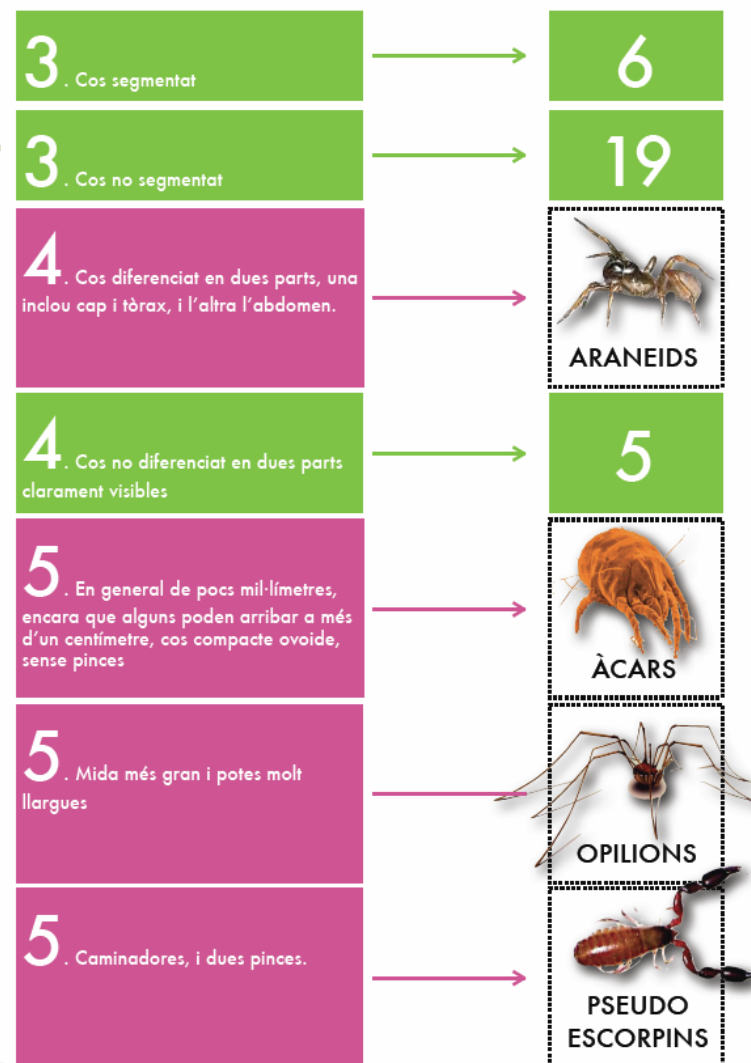 3. Cos segmentat
6
3. Cos no segmentat
19
4. Cos diferenciat en dues parts, una
inclou cap i tòrax, i l'altra l'abdomen.
ARANEIDS
4. Cos no diferenciat en dues parts
clarament visibles
5
5. En general de pocs mil·límetres,
encara que alguns poden arribar a més
d'un centímetre, cos compacte ovoide,
sense pinces
ÀCARS
5. Mida més gran i potes molt
llargues
OPILIONS
5. Caminadores, i dues pinces.
PSEUDO
ESCORPINS